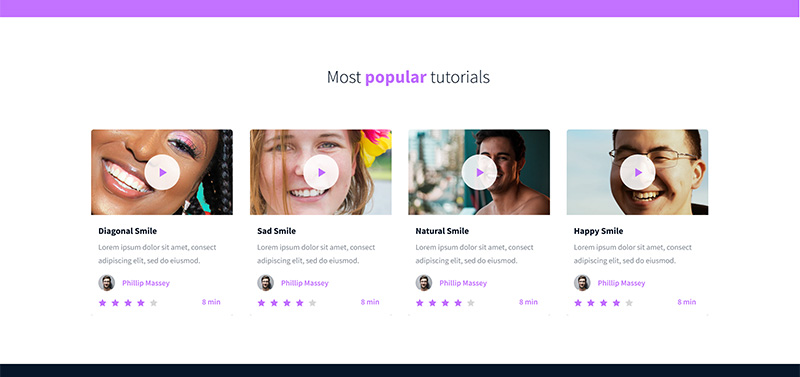 Most popular tutorials
Diagonal Smile
Lorem ipsum dolor sit amet, consect
adipiscing elit, sed do eiusmod.
Phillip Massey
8 min
Sad Smile
Lorem ipsum dolor sit amet, consect
adipiscing elit, sed do eiusmod.
Phillip Massey
8 min
Natural Smile
Lorem ipsum dolor sit amet, consect
adipiscing elit, sed do eiusmod.
Phillip Massey
8 min
Happy Smile
Lorem ipsum dolor sit amet, consect
adipiscing elit, sed do eiusmod.
Phillip Massey
8 min